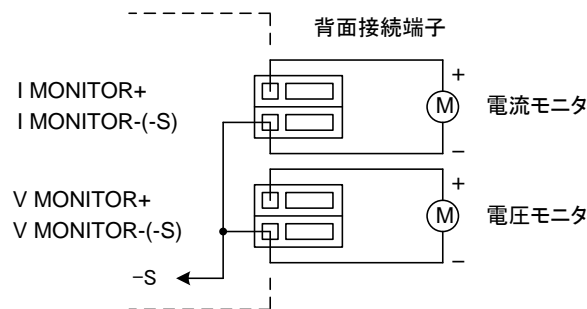 背面接続端子
I MONITOR+
I MONITOR-(-S)
+
M
電流モニタ
−
V MONITOR+
V MONITOR-(-S)
+
M
電圧モニタ
−
−S